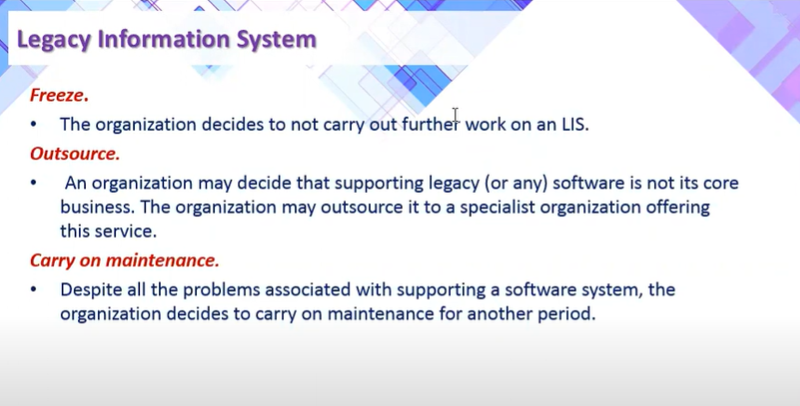 Legacy Information System
Freeze.
• The organization decides to not carry out further work on an LIS.
Outsource.
• An organization may decide that supporting legacy (or any) software is not its core
business. The organization may outsource it to a specialist organization offering
this service.
Carry on maintenance.
• Despite all the problems associated with supporting a software system, the
organization decides to carry on maintenance for another period.